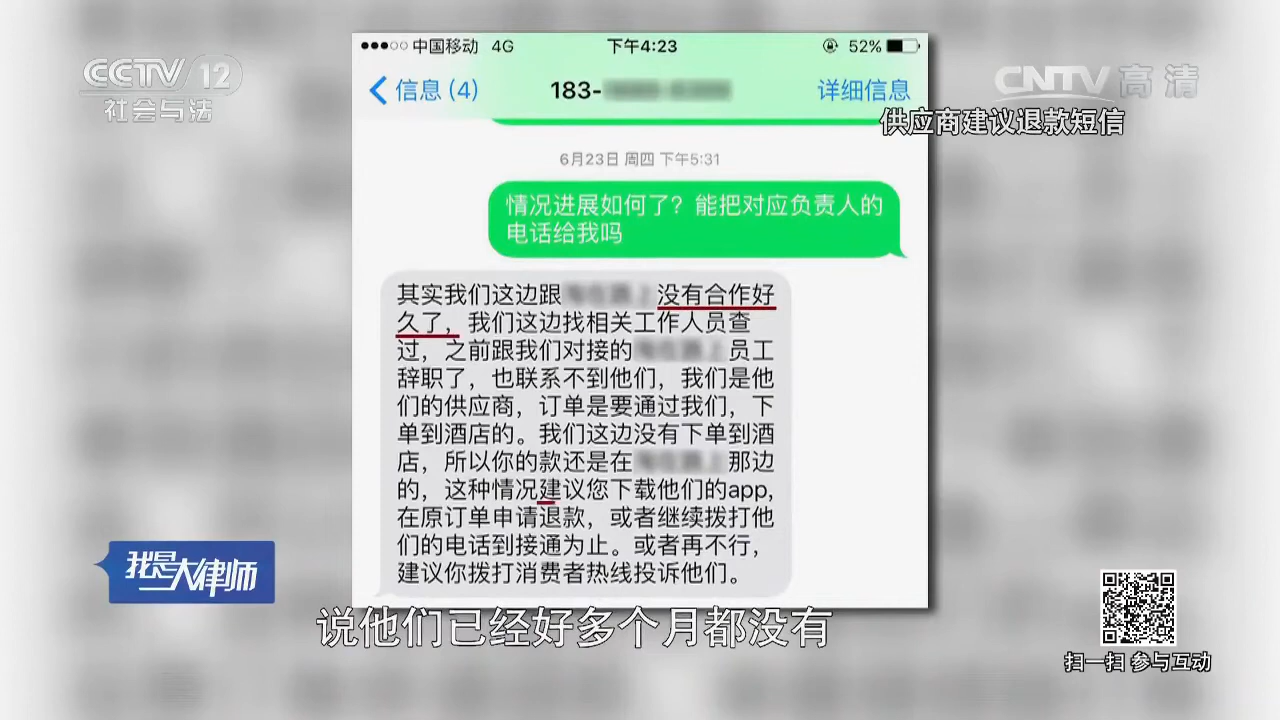 CCTV 12
社会与法
CNTV 高清
供应商建议退款短信
中国移动 4G
下午4:23
52%
信息 (4)
183-
详细信息
6月23日 周四 下午5:31
情况进展如何了？能把对应负责人的
电话给我吗
其实我们这边跟 没有合作好
久了，我们这边找相关工作人员查
过，之前跟我们对接的 员工
辞职了，也联系不到他们，我们是他
们的供应商，订单是要通过我们，下
单到酒店的。我们这边没有下单到酒
店，所以你的款还是在 那边
的，这种情况建议您下载他们的app,
在原订单申请退款，或者继续拨打他
们的电话到接通为止。或者再不行，
建议你拨打消费者热线投诉他们。
我是大律师
说他们已经好多个月都没有
扫一扫 参与互动